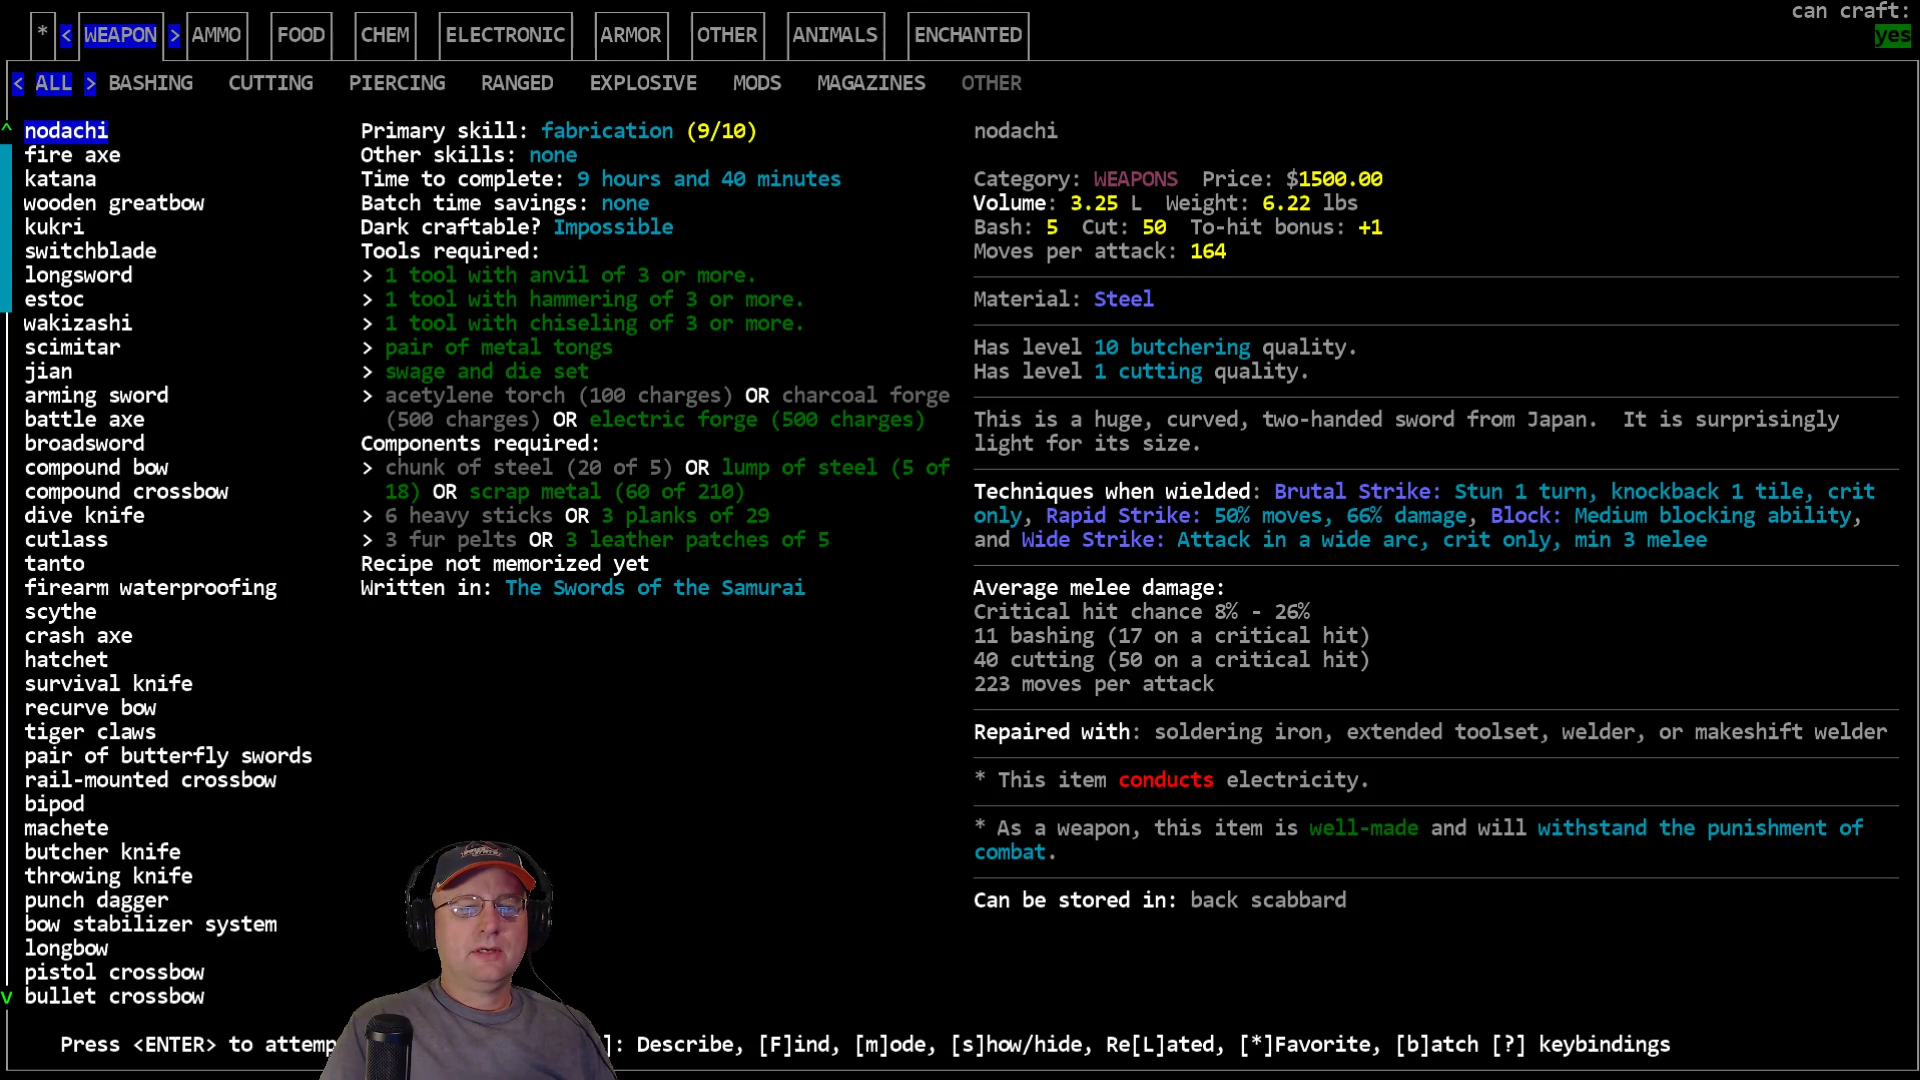 can craft:
* < WEAPON > AMMO FOOD CHEM ELECTRONIC ARMOR OTHER ANIMALS ENCHANTED yes
< ALL > BASHING CUTTING PIERCING RANGED EXPLOSIVE MODS MAGAZINES OTHER
nodachi
fire axe
katana
wooden greatbow
kukri
switchblade
longsword
estoc
wakizashi
scimitar
jian
arming sword
battle axe
broadsword
compound bow
compound crossbow
dive knife
cutlass
tanto
firearm waterproofing
scythe
crash axe
hatchet
survival knife
recurve bow
tiger claws
pair of butterfly swords
rail-mounted crossbow
bipod
machete
butcher knife
throwing knife
punch dagger
bow stabilizer system
longbow
pistol crossbow
bullet crossbow
Primary skill: fabrication (9/10)
Other skills: none
Time to complete: 9 hours and 40 minutes
Batch time savings: none
Dark craftable? Impossible
Tools required:
> 1 tool with anvil of 3 or more.
> 1 tool with hammering of 3 or more.
> 1 tool with chiseling of 3 or more.
> pair of metal tongs
> swage and die set
> acetylene torch (100 charges) OR charcoal forge
(500 charges) OR electric forge (500 charges)
Components required:
> chunk of steel (20 of 5) OR lump of steel (5 of
18) OR scrap metal (60 of 210)
> 6 heavy sticks OR 3 planks of 29
> 3 fur pelts OR 3 leather patches of 5
Recipe not memorized yet
Written in: The Swords of the Samurai
nodachi
Category: WEAPONS Price: $1500.00
Volume: 3.25 L Weight: 6.22 lbs
Bash: 5 Cut: 50 To-hit bonus: +1
Moves per attack: 164
Material: Steel
Has level 10 butchering quality.
Has level 1 cutting quality.
This is a huge, curved, two-handed sword from Japan. It is surprisingly
light for its size.
Techniques when wielded: Brutal Strike: Stun 1 turn, knockback 1 tile, crit
only, Rapid Strike: 50% moves, 66% damage, Block: Medium blocking ability,
and Wide Strike: Attack in a wide arc, crit only, min 3 melee
Average melee damage:
Critical hit chance 8% - 26%
11 bashing (17 on a critical hit)
40 cutting (50 on a critical hit)
223 moves per attack
Repaired with: soldering iron, extended toolset, welder, or makeshift welder
* This item conducts electricity.
* As a weapon, this item is well-made and will withstand the punishment of
combat.
Can be stored in: back scabbard
Press <ENTER> to attemp ]: Describe, [F]ind, [m]ode, [s]how/hide, Re[L]ated, [*]Favorite, [b]atch [?] keybindings